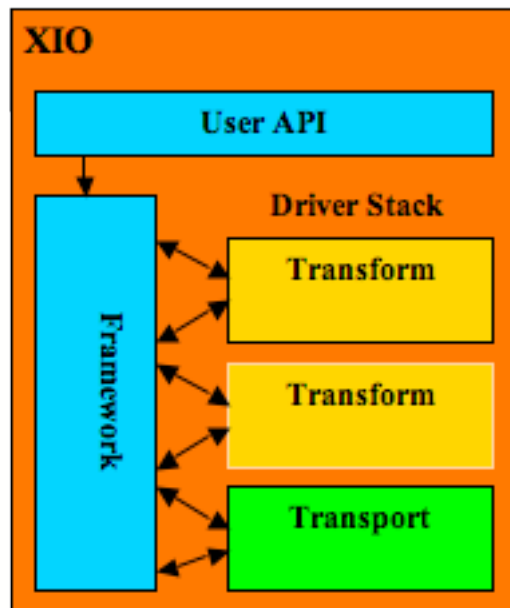 XIO
User API
Driver Stack
Transform
Framework
Transform
Transport